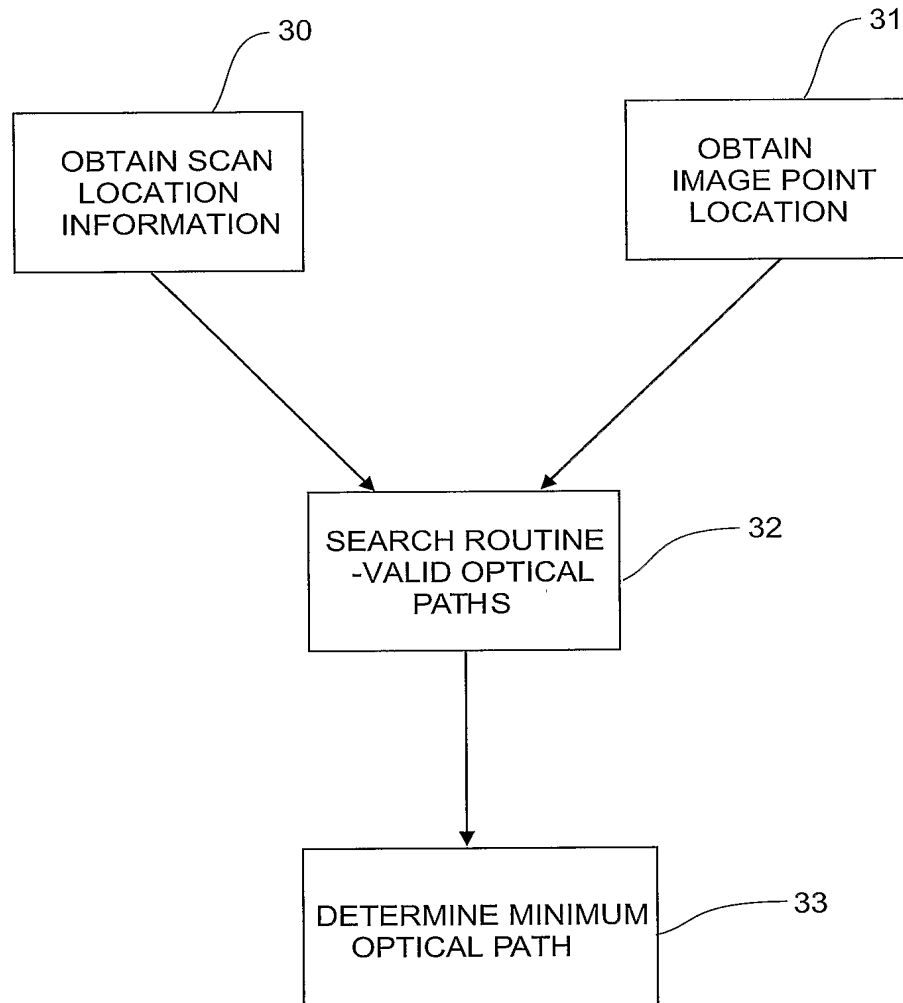 30
31
OBTAIN SCAN
LOCATION
INFORMATION
OBTAIN
IMAGE POINT
LOCATION
SEARCH ROUTINE
-VALID OPTICAL
PATHS
32
DETERMINE MINIMUM
OPTICAL PATH
33